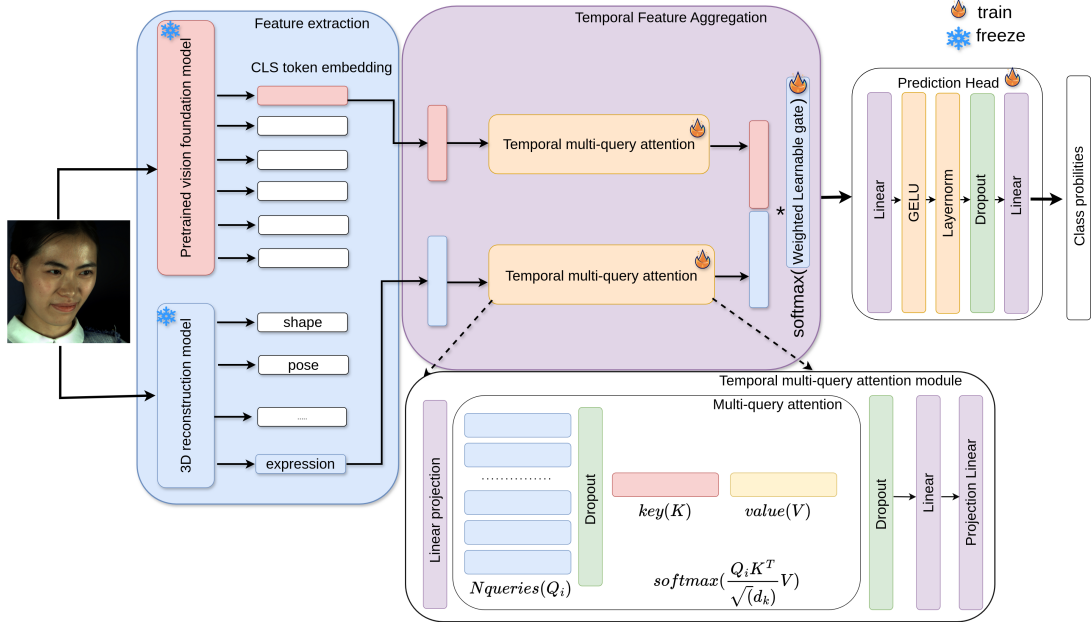 train
freeze
Feature extraction
CLS token embedding
Pretrained vision foundation model
3D reconstruction model
shape
pose
.....
expression
Temporal Feature Aggregation
Temporal multi-query attention
Temporal multi-query attention
*
softmax(Weighted Learnable gate)
Prediction Head
Linear
GELU
Layernorm
Dropout
Linear
Class probilities
Temporal multi-query attention module
Multi-query attention
Linear projection
...............
Nqueries(Q_i)
Dropout
key(K)
value(V)
softmax(\frac{Q_iK^T}{\sqrt(d_k)}V)
Dropout
Linear
Projection Linear